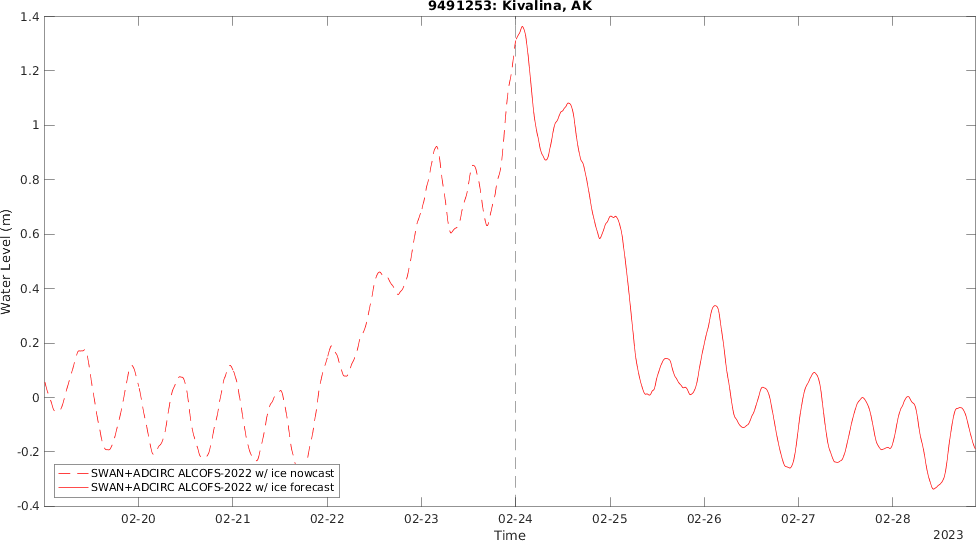 9491253: Kivalina, AK
1.4
1.2
1
0.8
0.6
0.4
0.2
0
-0.2
-0.4
Water Level (m)
SWAN+ADCIRC ALCOFS-2022 w/ ice nowcast
SWAN+ADCIRC ALCOFS-2022 w/ ice forecast
02-20 02-21 02-22 02-23 02-24 02-25 02-26 02-27 02-28
Time
2023